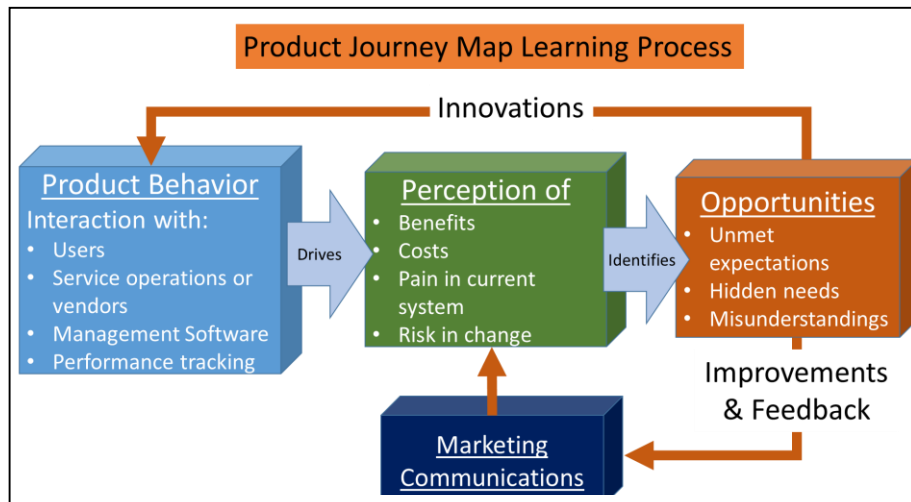 Product Journey Map Learning Process
Innovations
Product Behavior
Interaction with:
• Users
• Service operations or
vendors
• Management Software
• Performance tracking
Drives
Perception of
• Benefits
• Costs
• Pain in current
system
• Risk in change
Identifies
Opportunities
• Unmet
expectations
• Hidden needs
• Misunderstandings
Improvements
& Feedback
Marketing
Communications